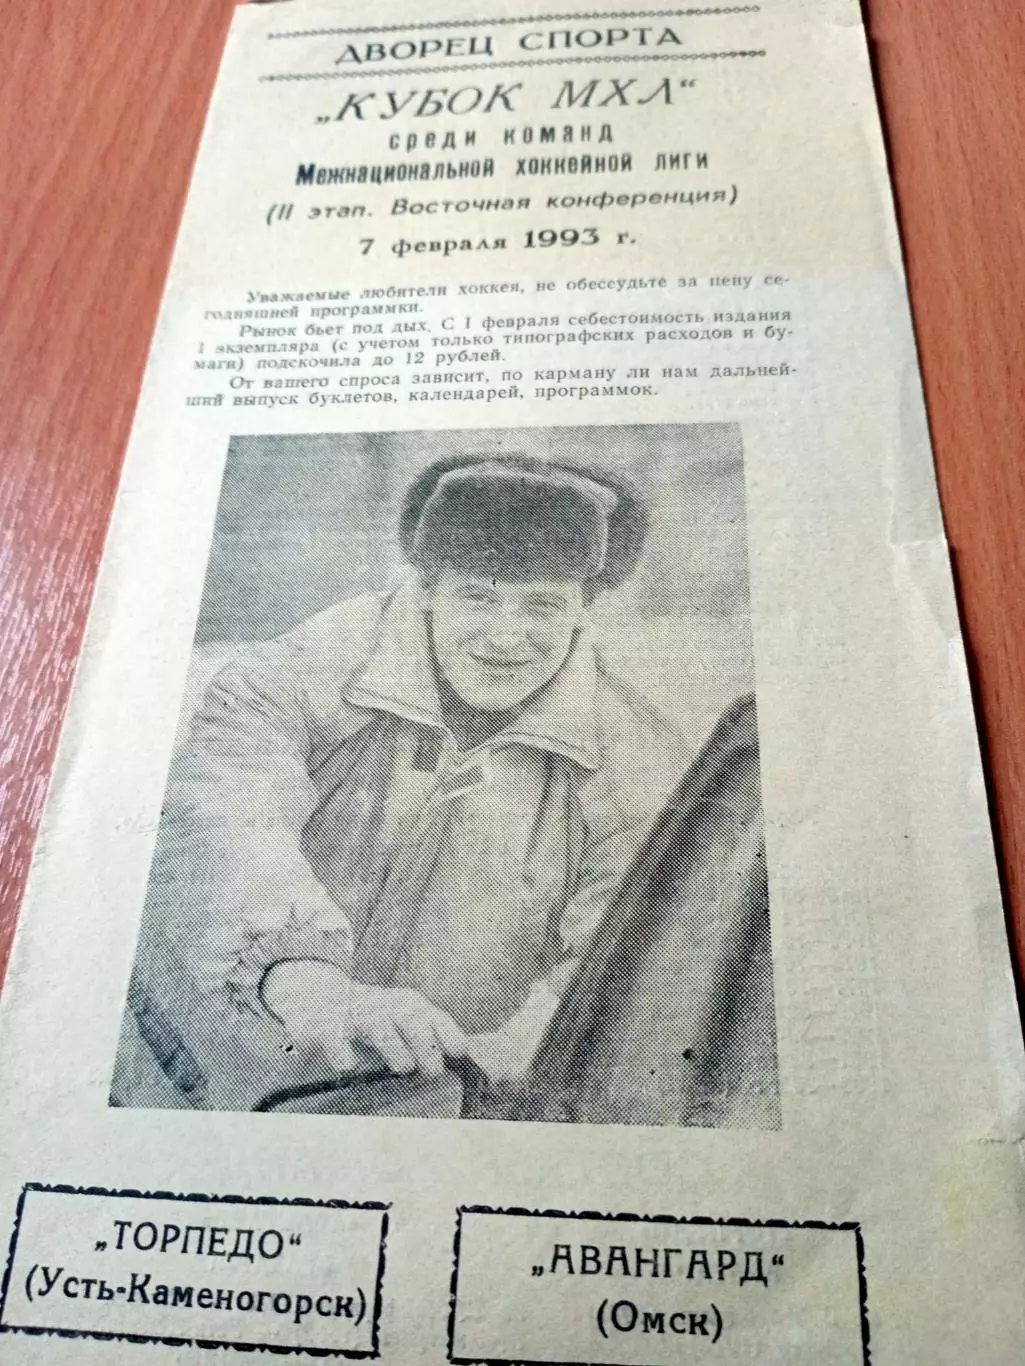 ДВОРЕЦ СПОРТА
„КУБОК МХЛ“
среди команд
Межнациональной хоккейной лиги
(II этап. Восточная конференция)
7 февраля 1993 г.
Уважаемые любители хоккея, не обессудьте за цену се-
годняшней программки.
Рынок бьет под дых. С 1 февраля себестоимость издания
1 экземпляра (с учетом только типографских расходов и бу-
маги) подскочила до 12 рублей.
От вашего спроса зависит, по карману ли нам дальней-
ший выпуск буклетов, календарей, программок.
„ТОРПЕДО“
(Усть-Каменогорск)
„АВАНГАРД“
(Омск)